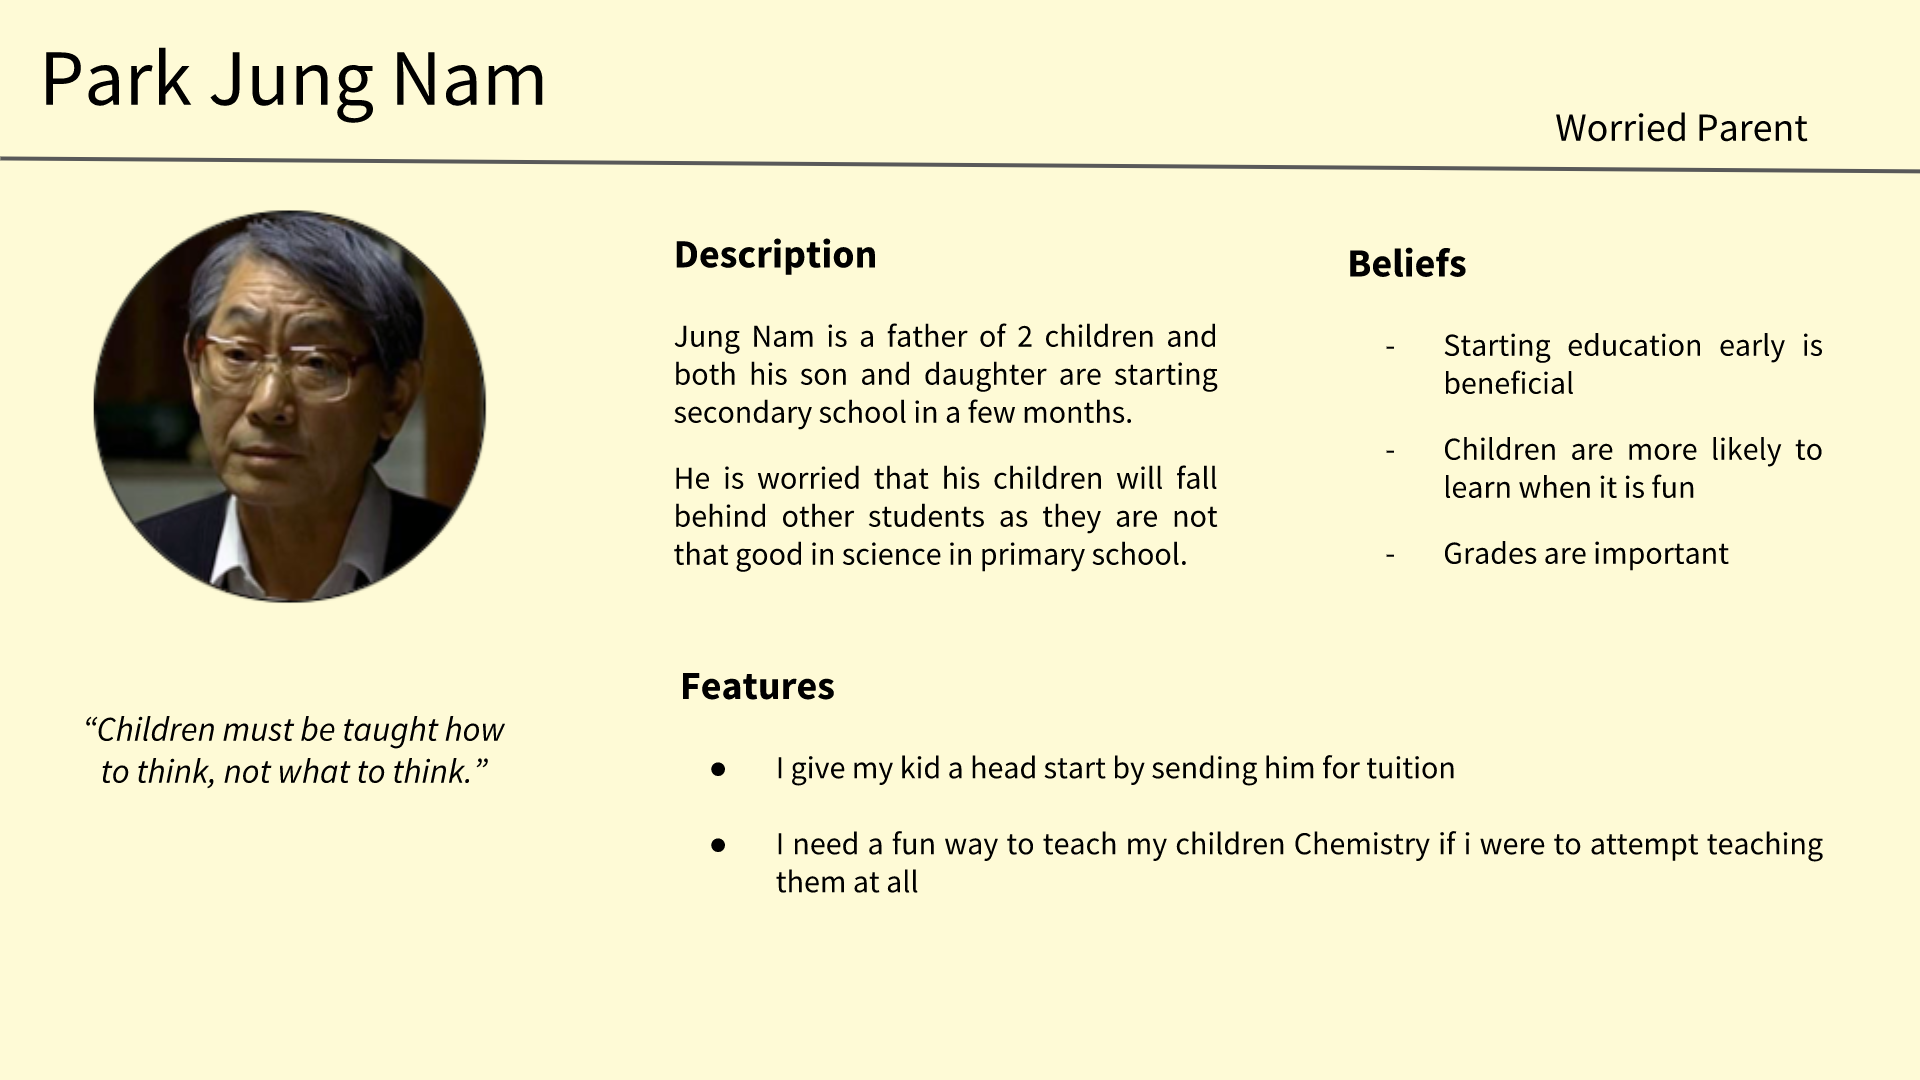 Park Jung Nam
Worried Parent
Description
Jung Nam is a father of 2 children and
both his son and daughter are starting
secondary school in a few months.
He is worried that his children will fall
behind other students as they are not
that good in science in primary school.
Beliefs
- Starting education early is
beneficial
- Children are more likely to
learn when it is fun
- Grades are important
“Children must be taught how
to think, not what to think.”
Features
● I give my kid a head start by sending him for tuition
● I need a fun way to teach my children Chemistry if i were to attempt teaching
them at all